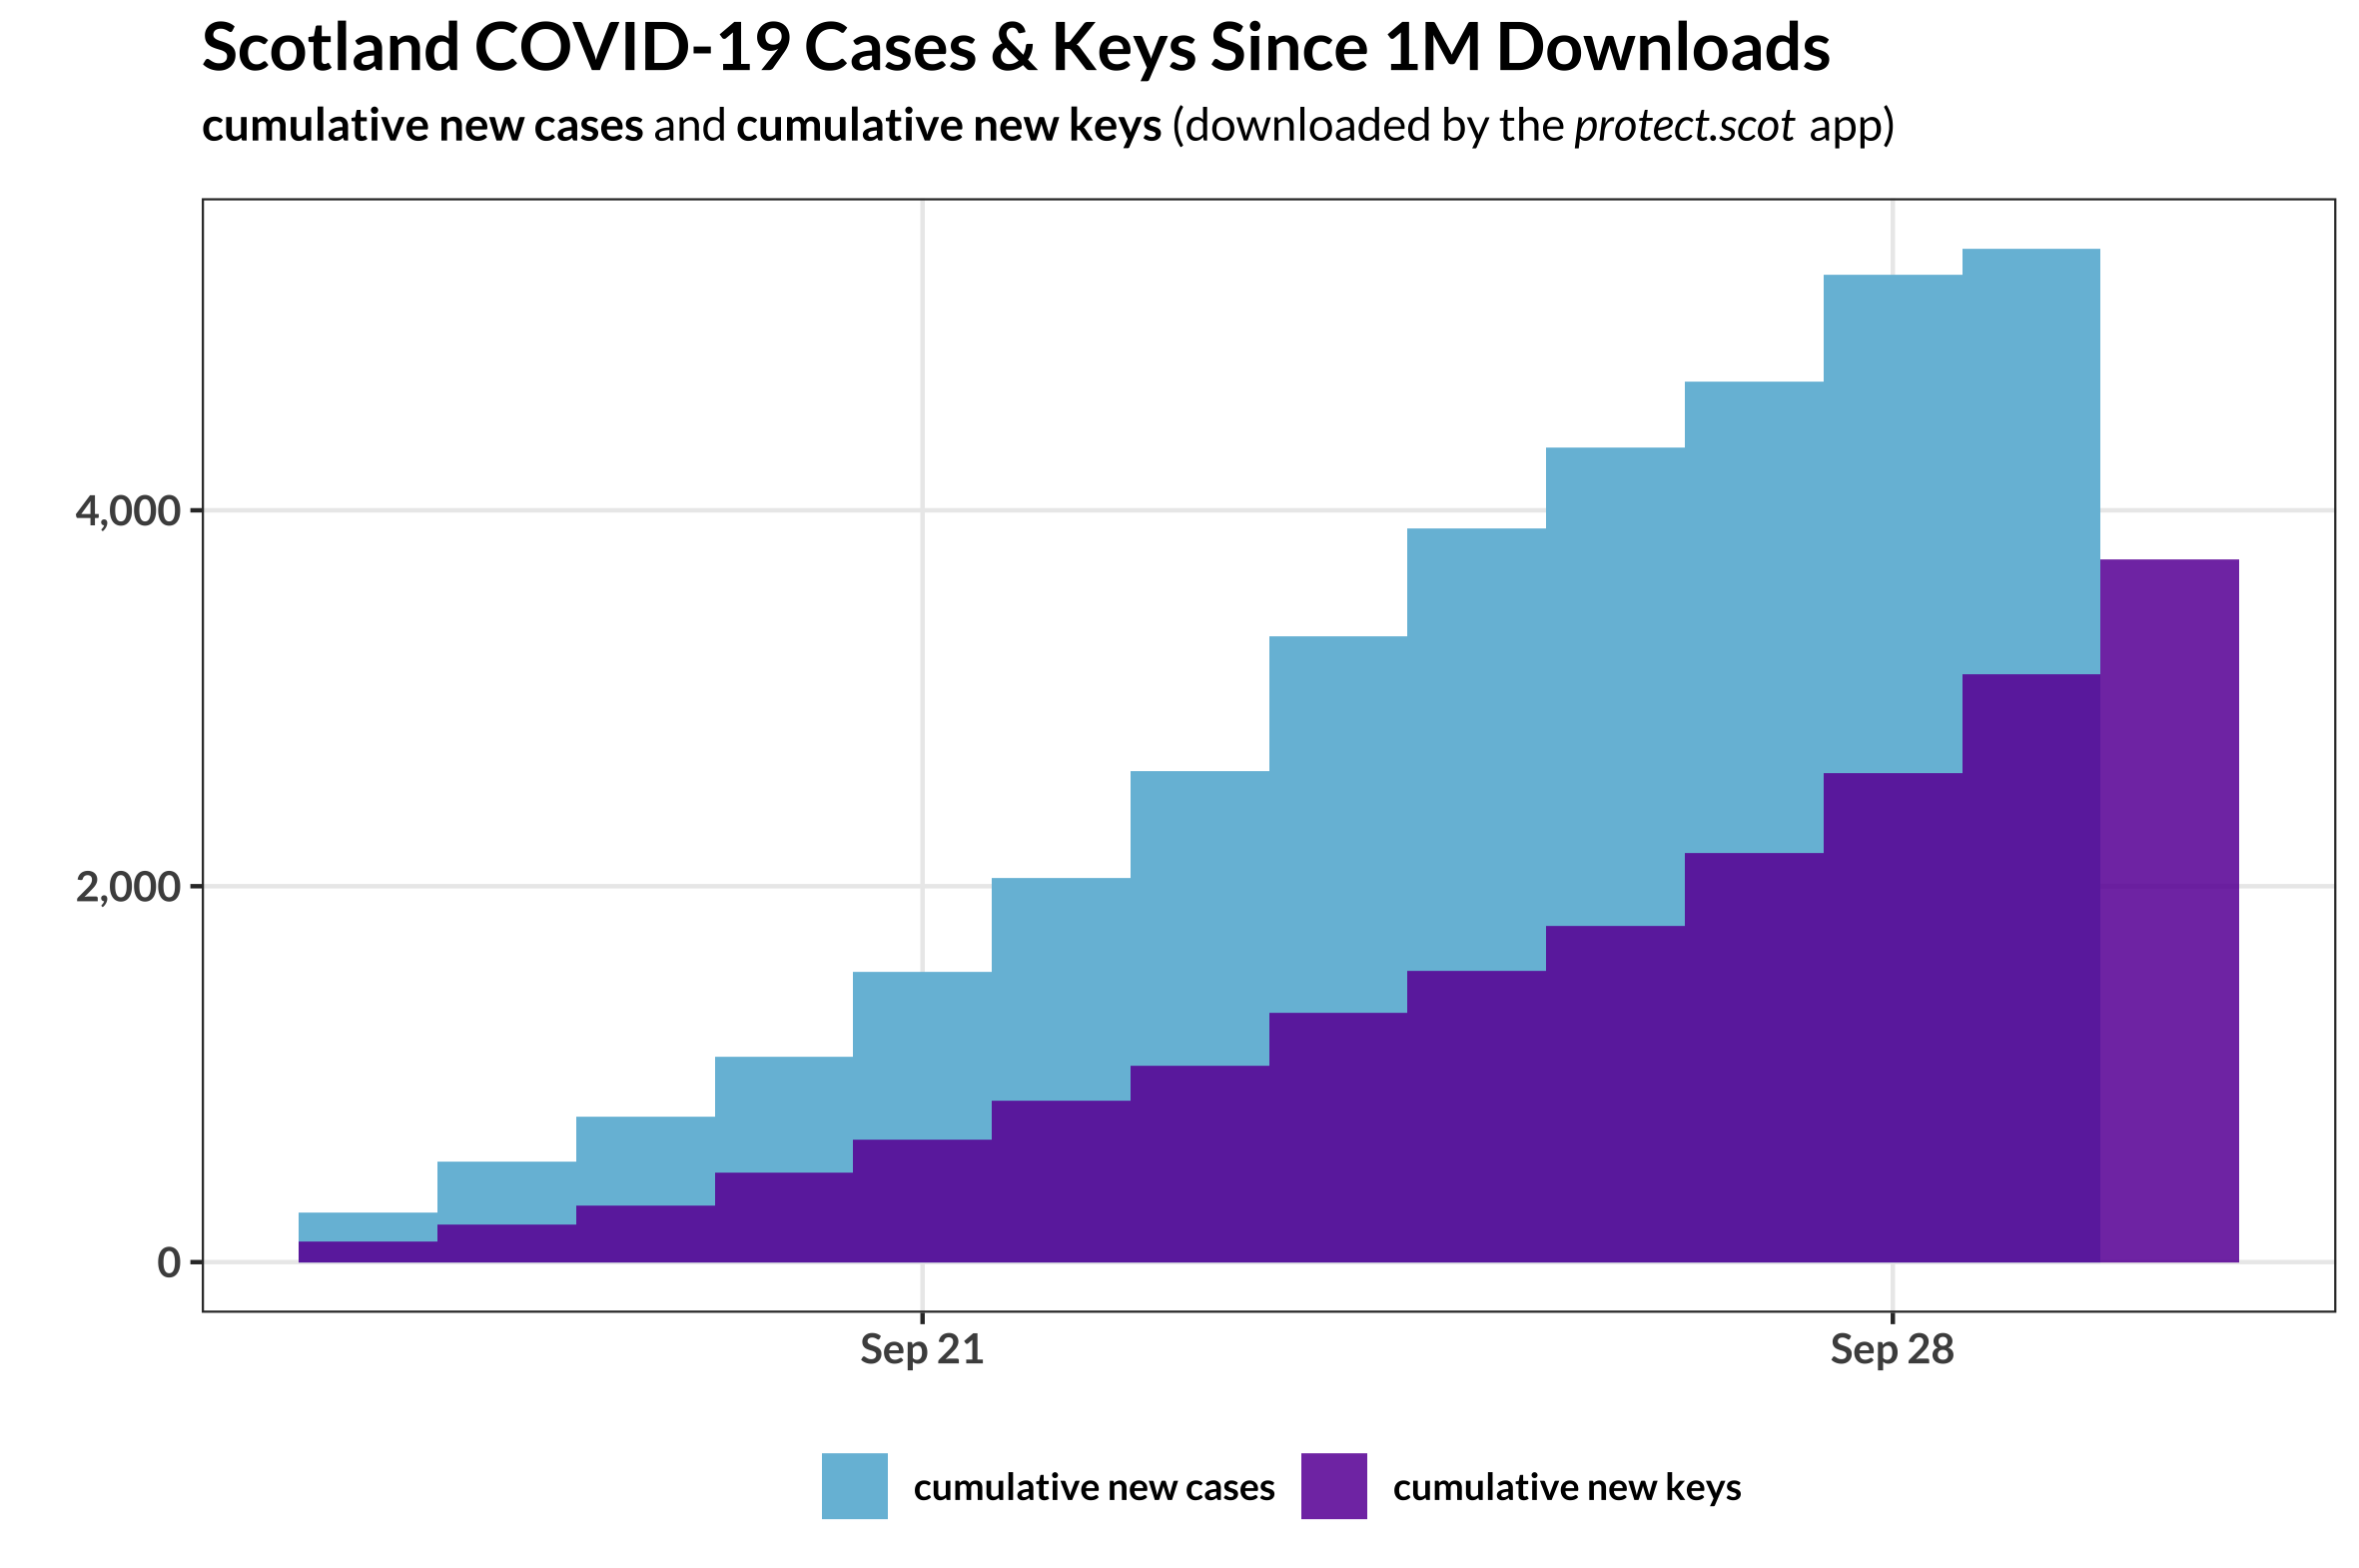 Scotland COVID-19 Cases & Keys Since 1M Downloads
cumulative new cases and cumulative new keys (downloaded by the protect.scot app)
4,000
2,000
0
Sep 21 Sep 28
cumulative new cases cumulative new keys